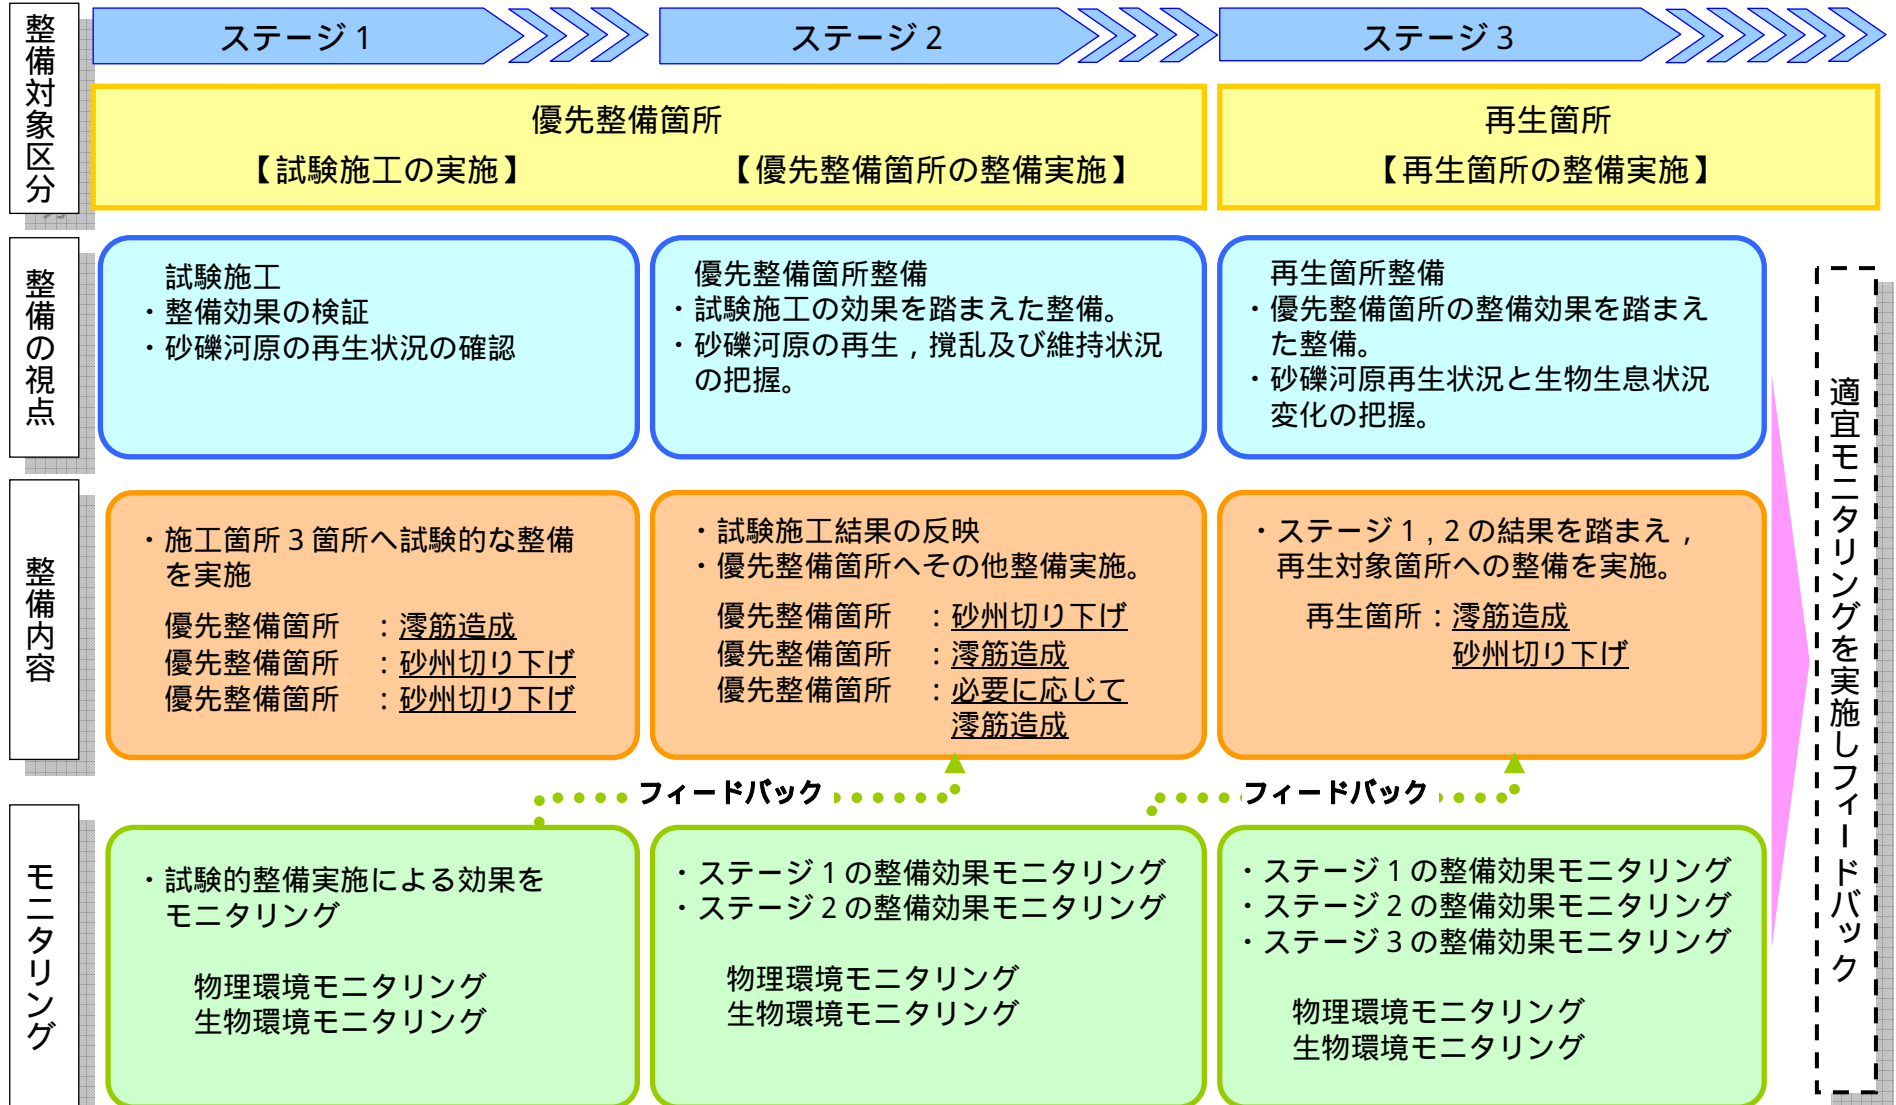 整備対象区分
ステージ1
ステージ2
ステージ3
優先整備箇所
【試験施工の実施】
【優先整備箇所の整備実施】
再生箇所
【再生箇所の整備実施】
整備の視点
試験施工
・整備効果の検証
・砂礫河原の再生状況の確認
優先整備箇所整備
・試験施工の効果を踏まえた整備。
・砂礫河原の再生,撹乱及び維持状況
の把握。
再生箇所整備
・優先整備箇所の整備効果を踏まえ
た整備。
・砂礫河原再生状況と生物生息状況
変化の把握。
整備内容
・施工箇所3箇所へ試験的な整備
を実施
優先整備箇所 :澪筋造成
優先整備箇所 :砂州切り下げ
優先整備箇所 :砂州切り下げ
・試験施工結果の反映
・優先整備箇所へその他整備実施。
優先整備箇所 :砂州切り下げ
優先整備箇所 :澪筋造成
優先整備箇所 :必要に応じて
澪筋造成
・ステージ1,2の結果を踏まえ,
再生対象箇所への整備を実施。
再生箇所:澪筋造成
砂州切り下げ
フィードバック
フィードバック
モニタリング
・試験的整備実施による効果を
モニタリング
物理環境モニタリング
生物環境モニタリング
・ステージ1の整備効果モニタリング
・ステージ2の整備効果モニタリング
物理環境モニタリング
生物環境モニタリング
・ステージ1の整備効果モニタリング
・ステージ2の整備効果モニタリング
・ステージ3の整備効果モニタリング
物理環境モニタリング
生物環境モニタリング
適宜モニタリングを実施しフィードバック